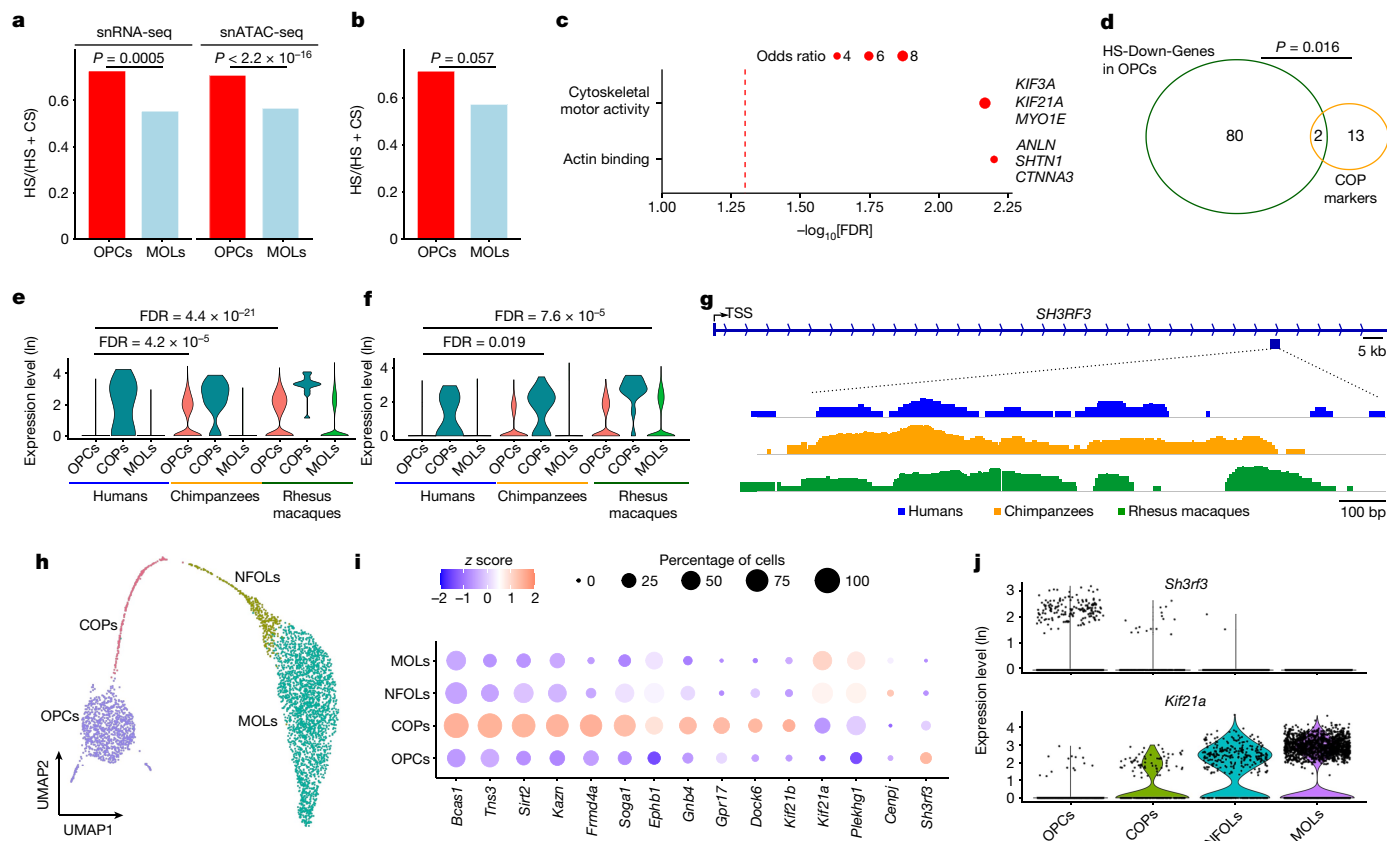 a
snRNA-seq
snATAC-seq
P = 0.0005
P < 2.2 × 10–16
HS/(HS + CS)
0.6
0.4
0.2
0
OPCs
MOLs
OPCs
MOLs
b
P = 0.057
HS/(HS + CS)
0.6
0.4
0.2
0
OPCs
MOLs
c
Odds ratio
4
6
8
Cytoskeletal
motor activity
Actin binding
KIF3A
KIF21A
MYO1E
ANLN
SHTN1
CTNNA3
1.00
1.25
1.50
1.75
2.00
2.25
–log10[FDR]
d
HS-Down-Genes
in OPCs
P = 0.016
80
2
13
COP
markers
e
FDR = 4.4 × 10–21
FDR = 4.2 × 10–5
Expression level (ln)
4
2
0
OPCs
COPs
MOLs
OPCs
COPs
MOLs
OPCs
COPs
MOLs
Humans
Chimpanzees
Rhesus
macaques
f
FDR = 7.6 × 10–5
FDR = 0.019
Expression level (ln)
4
2
0
OPCs
COPs
MOLs
OPCs
COPs
MOLs
OPCs
COPs
MOLs
Humans
Chimpanzees
Rhesus
macaques
g
TSS
SH3RF3
5 kb
Humans
Chimpanzees
Rhesus macaques
100 bp
h
NFOLs
COPs
OPCs
MOLs
UMAP2
UMAP1
i
z score
–2
–1
0
1
2
Percentage of cells
0
25
50
75
100
MOLs
NFOLs
COPs
OPCs
Bcas1
Tns3
Sirt2
Kazn
Frmd4a
Soga1
Ephb1
Gnb4
Gpr17
Dock6
Kif21b
Kif21a
Plekhg1
Cenpj
Sh3rf3
j
Sh3rf3
Expression level (ln)
3
2
1
0
Kif21a
4
3
2
1
0
OPCs
COPs
NFOLs
MOLs